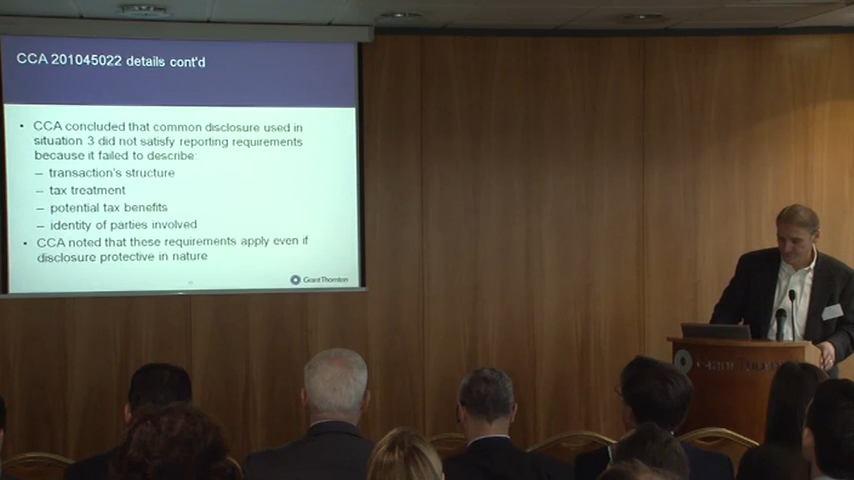 CCA 201045022 details cont'd
• CCA concluded that common disclosure used in
situation 3 did not satisfy reporting requirements
because it failed to describe:
– transaction's structure
– tax treatment
– potential tax benefits
– identity of parties involved
• CCA noted that these requirements apply even if
disclosure protective in nature
Grant Thornton